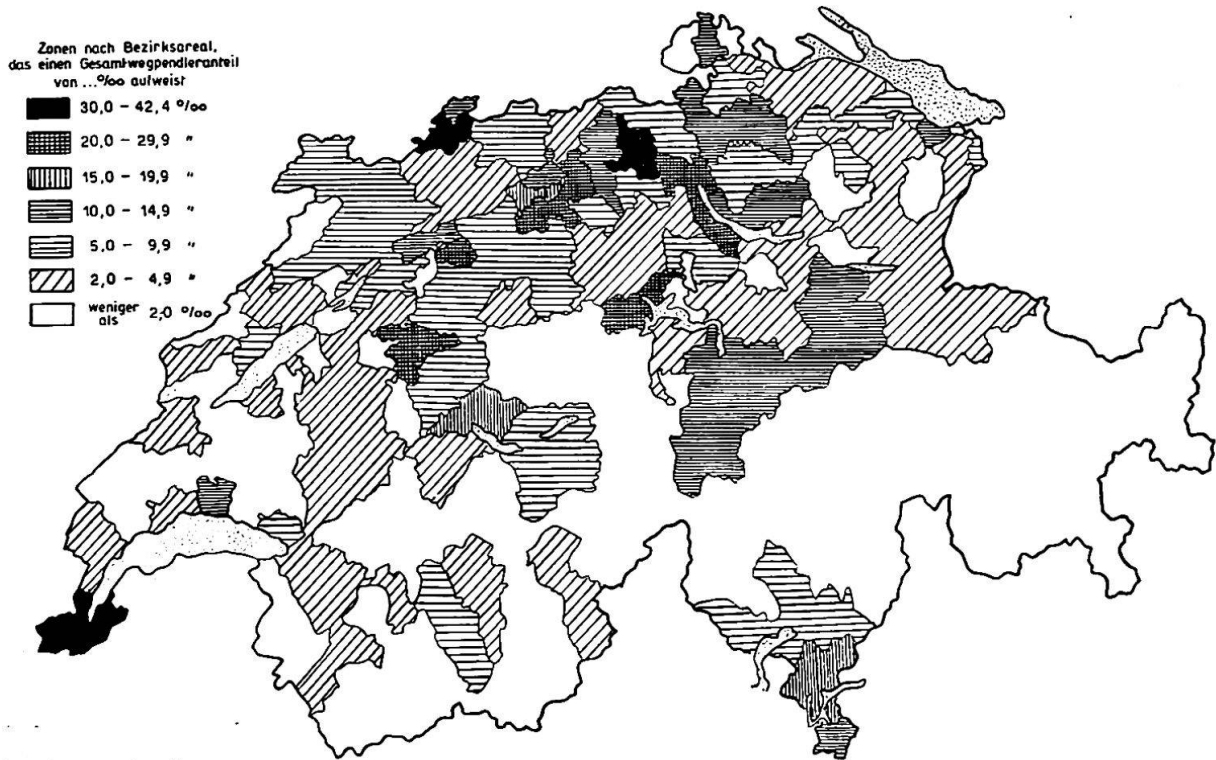 Zonen nach Bezirksareal,
das einen Gesamtwegpendleranteil
von ...‰ aufweist
30,0 – 42,4 ‰
20,0 – 29,9 "
15,0 – 19,9 "
10,0 – 14,9 "
5,0 – 9,9 "
2,0 – 4,9 "
weniger
als 2,0 ‰